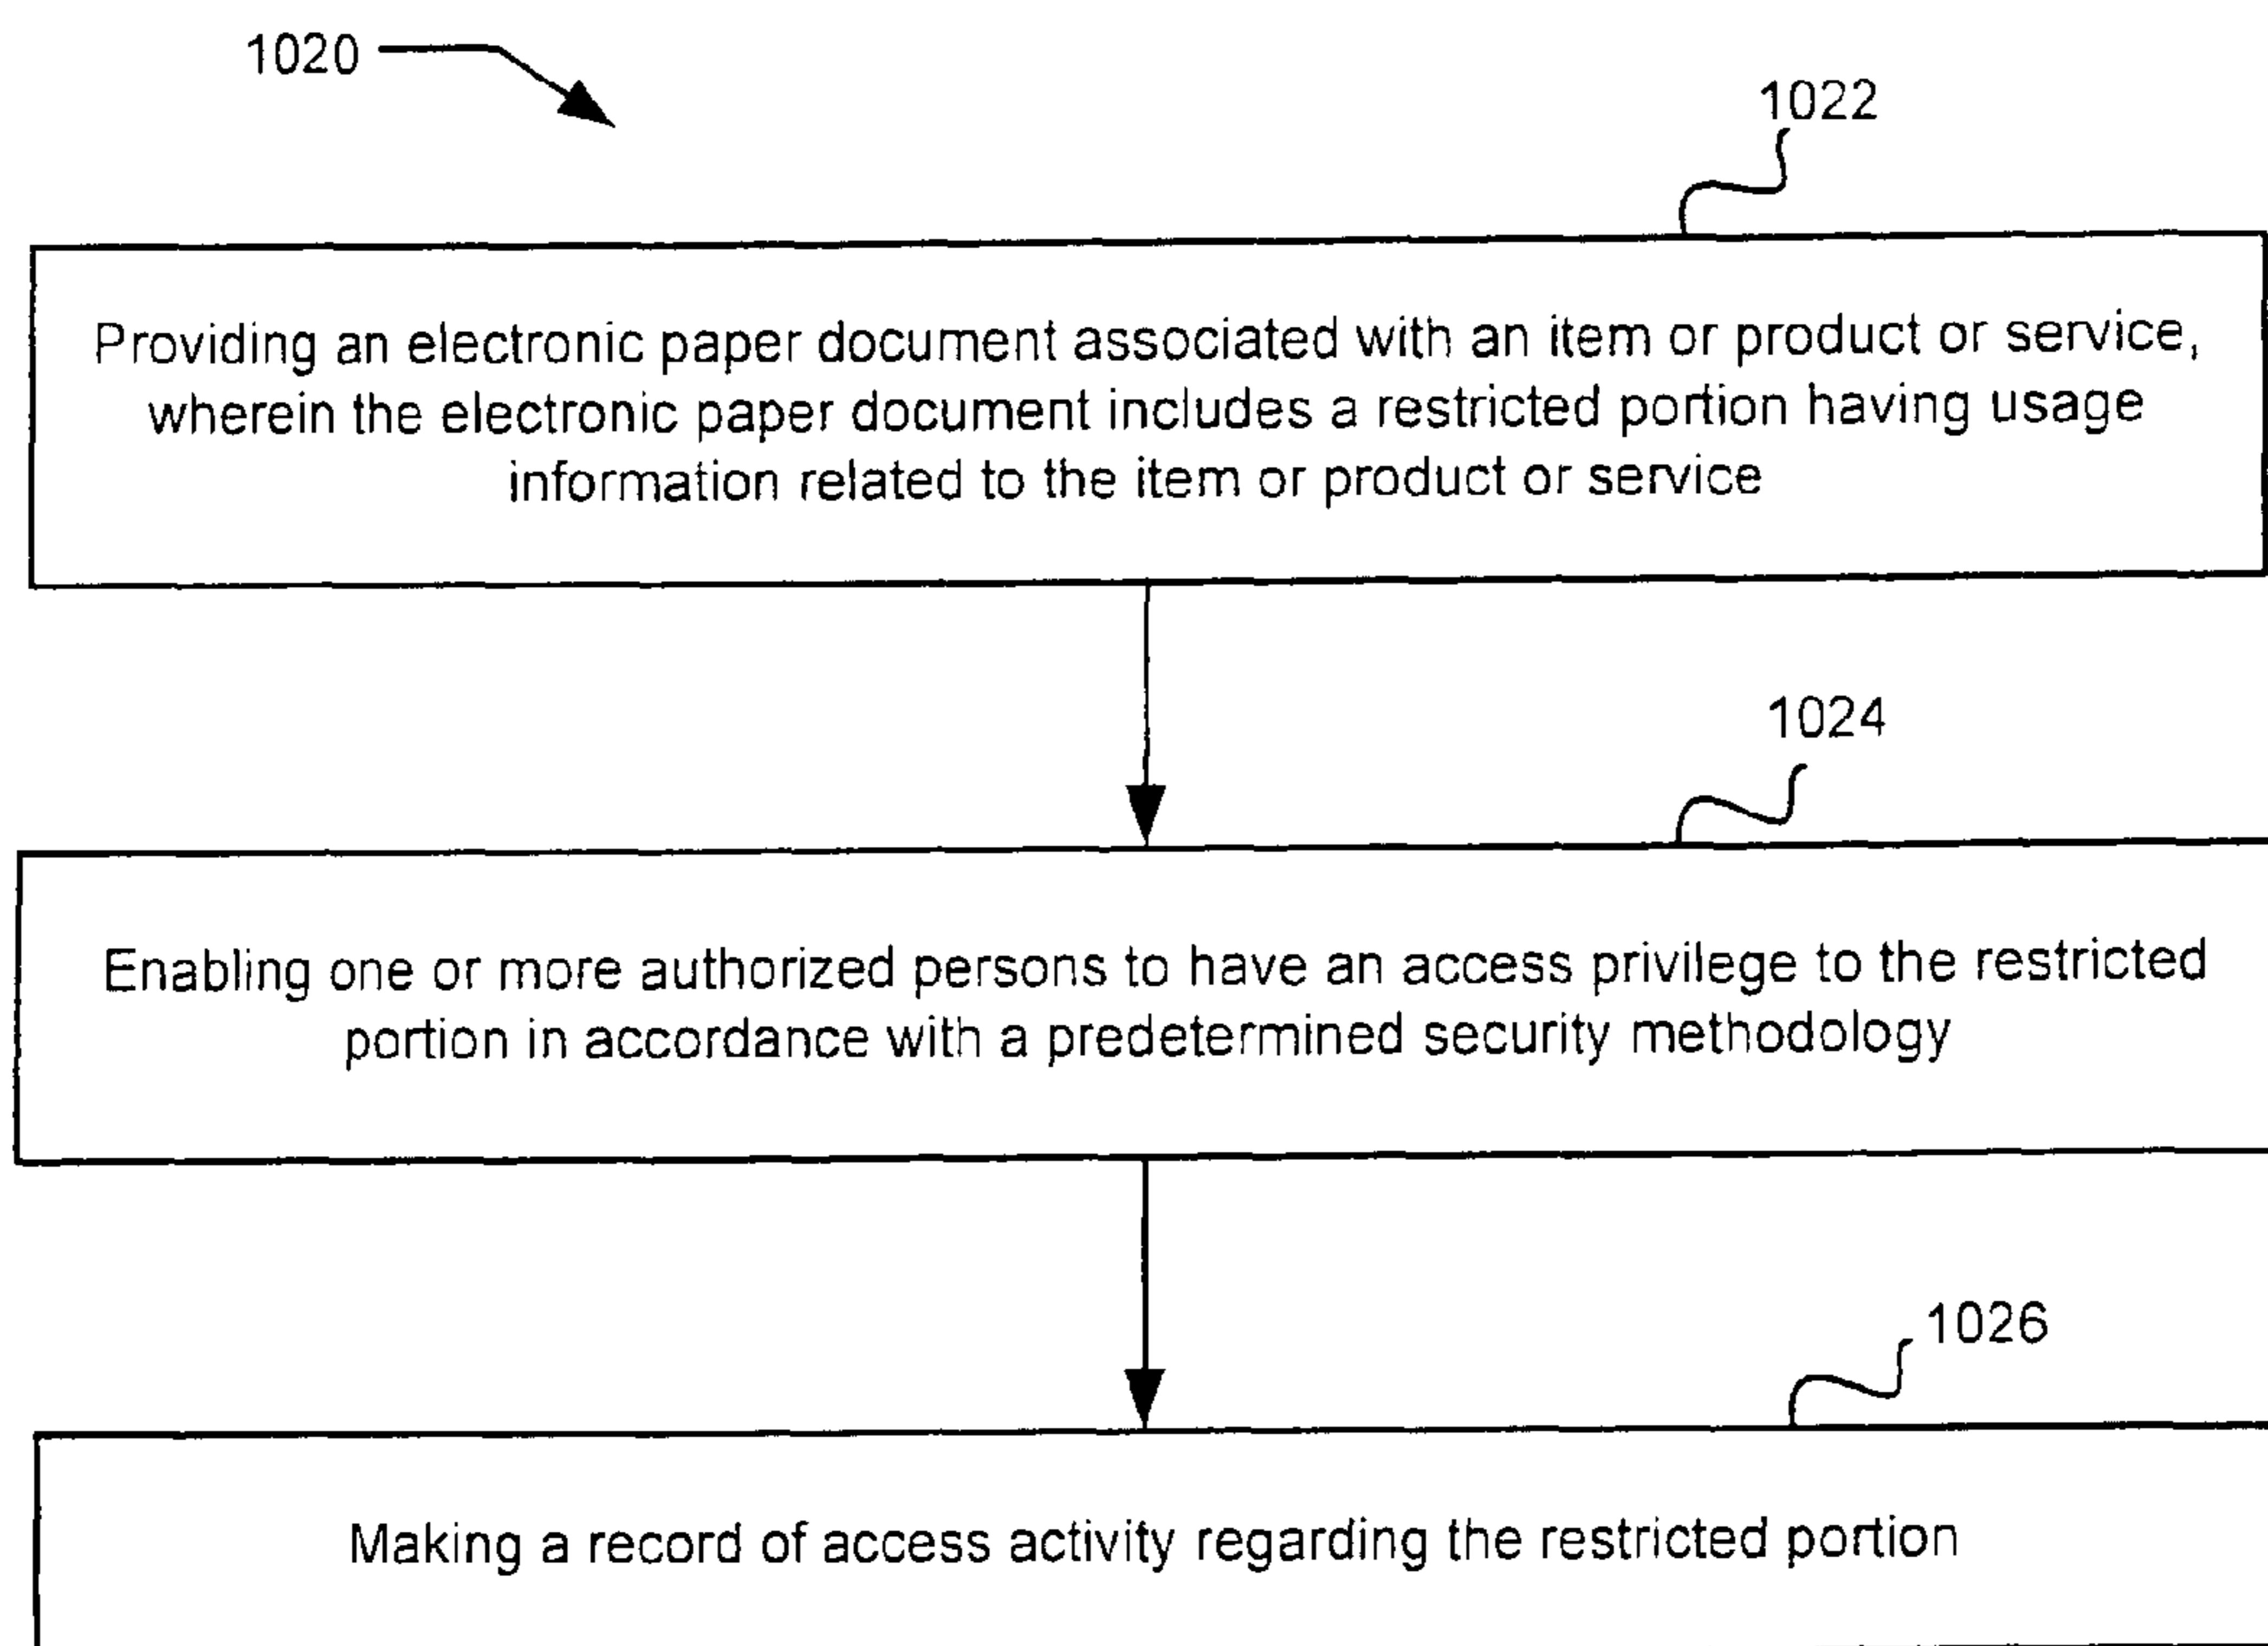 1020
1022
Providing an electronic paper document associated with an item or product or service,
wherein the electronic paper document includes a restricted portion having usage
information related to the item or product or service
1024
Enabling one or more authorized persons to have an access privilege to the restricted
portion in accordance with a predetermined security methodology
1026
Making a record of access activity regarding the restricted portion